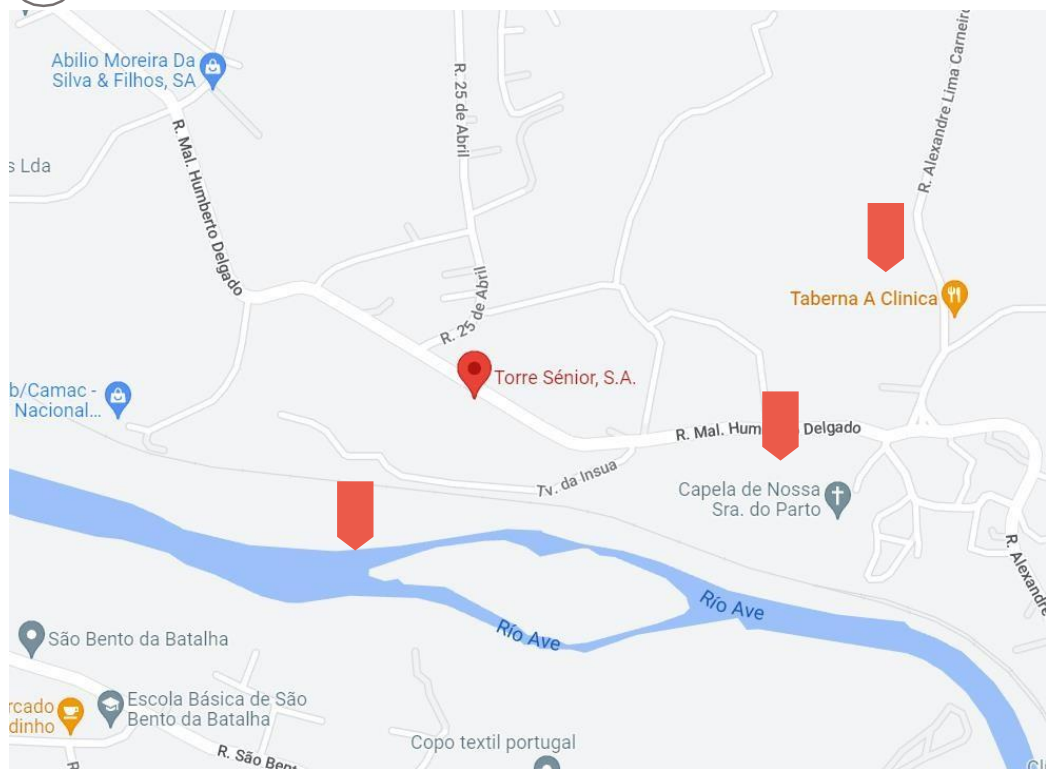 Abilio Moreira Da
Silva & Filhos, SA
R. 25 de Abril
R. Alexandre Lima Carneiro
R. Mal. Humberto Delgado
s Lda
R. 25 de Abril
Taberna A Clinica
Torre Sénior, S.A.
b/Camac -
Nacional...
R. Mal. Hum Delgado
Tv. da Insua
Capela de Nossa
Sra. do Parto
R. Alexandre
Río Ave
Río Ave
São Bento da Batalha
Escola Básica de São
Bento da Batalha
rcado
dinho
R. São Bent
Copo textil portugal